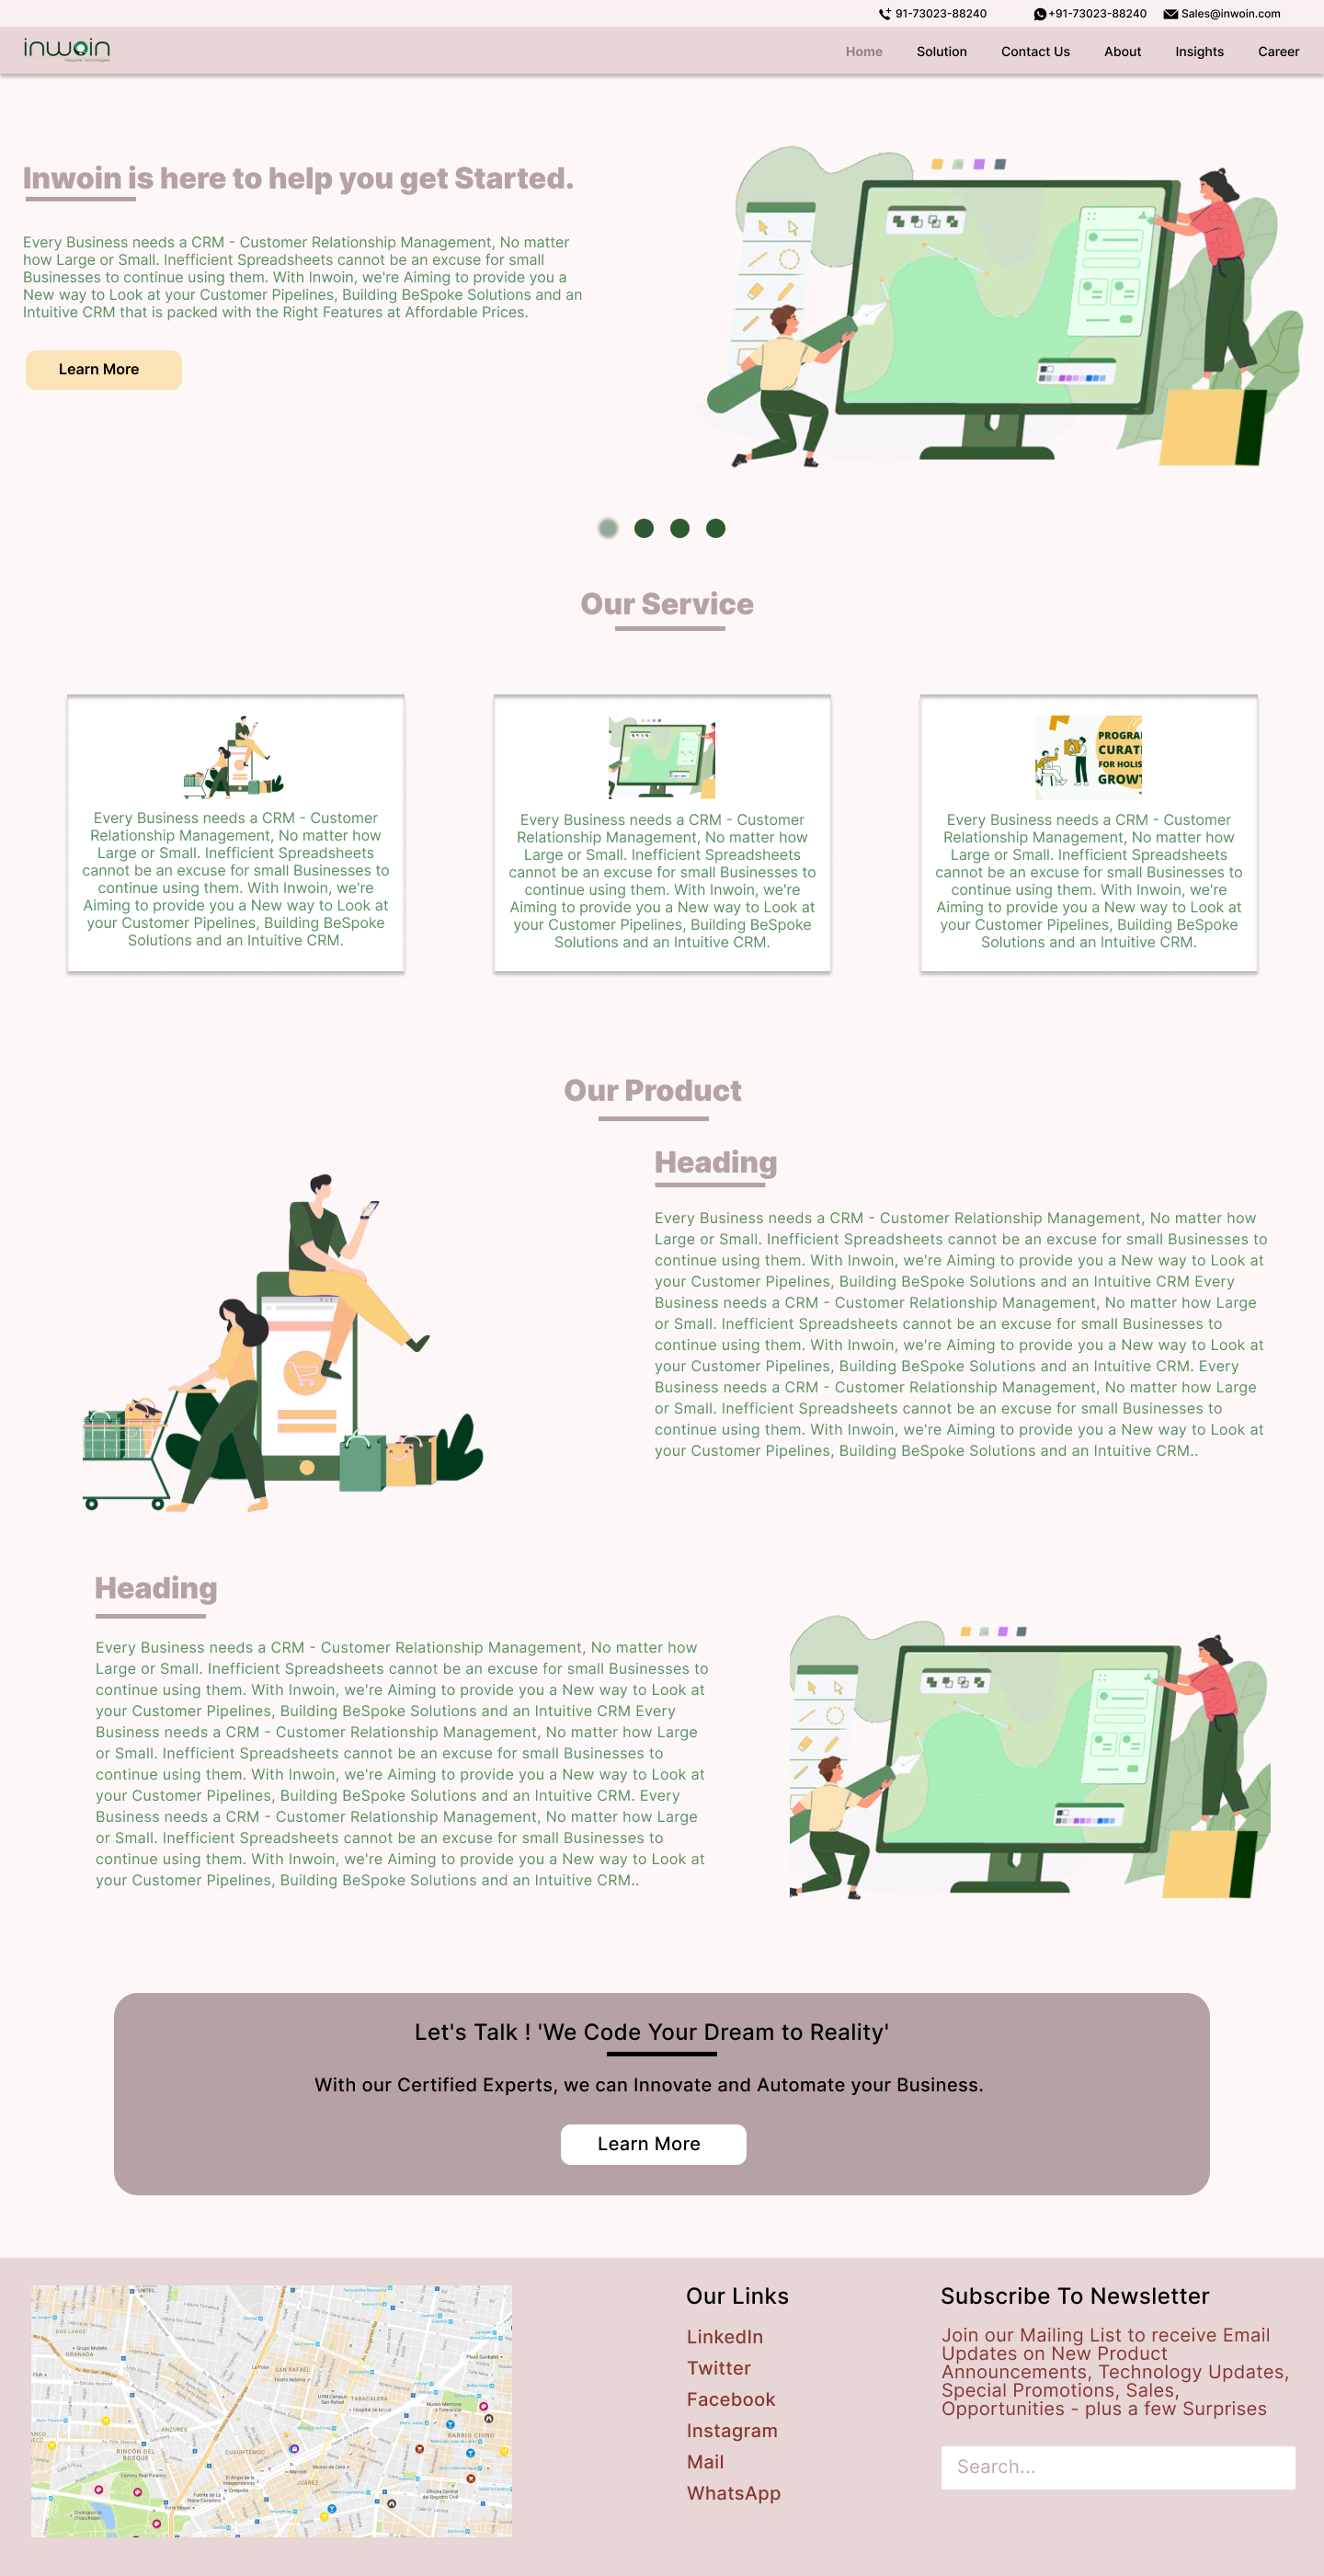 91-73023-88240
+91-73023-88240
Sales@inwoin.com
inwoin
Home
Solution
Contact Us
About
Insights
Career
Inwoin is here to help you get Started.
Every Business needs a CRM - Customer Relationship Management, No matter
how Large or Small. Inefficient Spreadsheets cannot be an excuse for small
Businesses to continue using them. With Inwoin, we're Aiming to provide you a
New way to Look at your Customer Pipelines, Building BeSpoke Solutions and an
Intuitive CRM that is packed with the Right Features at Affordable Prices.
Learn More
Our Service
Every Business needs a CRM - Customer
Relationship Management, No matter how
Large or Small. Inefficient Spreadsheets
cannot be an excuse for small Businesses to
continue using them. With Inwoin, we're
Aiming to provide you a New way to Look at
your Customer Pipelines, Building BeSpoke
Solutions and an Intuitive CRM.
Every Business needs a CRM - Customer
Relationship Management, No matter how
Large or Small. Inefficient Spreadsheets
cannot be an excuse for small Businesses to
continue using them. With Inwoin, we're
Aiming to provide you a New way to Look at
your Customer Pipelines, Building BeSpoke
Solutions and an Intuitive CRM.
PROGRA
CURAT
FOR HOLIS
GROWT
Every Business needs a CRM - Customer
Relationship Management, No matter how
Large or Small. Inefficient Spreadsheets
cannot be an excuse for small Businesses to
continue using them. With Inwoin, we're
Aiming to provide you a New way to Look at
your Customer Pipelines, Building BeSpoke
Solutions and an Intuitive CRM.
Our Product
Heading
Every Business needs a CRM - Customer Relationship Management, No matter how
Large or Small. Inefficient Spreadsheets cannot be an excuse for small Businesses to
continue using them. With Inwoin, we're Aiming to provide you a New way to Look at
your Customer Pipelines, Building BeSpoke Solutions and an Intuitive CRM Every
Business needs a CRM - Customer Relationship Management, No matter how Large
or Small. Inefficient Spreadsheets cannot be an excuse for small Businesses to
continue using them. With Inwoin, we're Aiming to provide you a New way to Look at
your Customer Pipelines, Building BeSpoke Solutions and an Intuitive CRM. Every
Business needs a CRM - Customer Relationship Management, No matter how Large
or Small. Inefficient Spreadsheets cannot be an excuse for small Businesses to
continue using them. With Inwoin, we're Aiming to provide you a New way to Look at
your Customer Pipelines, Building BeSpoke Solutions and an Intuitive CRM..
Heading
Every Business needs a CRM - Customer Relationship Management, No matter how
Large or Small. Inefficient Spreadsheets cannot be an excuse for small Businesses to
continue using them. With Inwoin, we're Aiming to provide you a New way to Look at
your Customer Pipelines, Building BeSpoke Solutions and an Intuitive CRM Every
Business needs a CRM - Customer Relationship Management, No matter how Large
or Small. Inefficient Spreadsheets cannot be an excuse for small Businesses to
continue using them. With Inwoin, we're Aiming to provide you a New way to Look at
your Customer Pipelines, Building BeSpoke Solutions and an Intuitive CRM. Every
Business needs a CRM - Customer Relationship Management, No matter how Large
or Small. Inefficient Spreadsheets cannot be an excuse for small Businesses to
continue using them. With Inwoin, we're Aiming to provide you a New way to Look at
your Customer Pipelines, Building BeSpoke Solutions and an Intuitive CRM..
Let's Talk ! 'We Code Your Dream to Reality'
With our Certified Experts, we can Innovate and Automate your Business.
Learn More
GRANADA
SAN RAFAEL
TABACALERA
ANZURES
RINCÓN DEL
BOSQUE
CUAUHTÉMOC
JUÁREZ
BARRIO CHINO
Our Links
LinkedIn
Twitter
Facebook
Instagram
Mail
WhatsApp
Subscribe To Newsletter
Join our Mailing List to receive Email
Updates on New Product
Announcements, Technology Updates,
Special Promotions, Sales,
Opportunities - plus a few Surprises
Search...